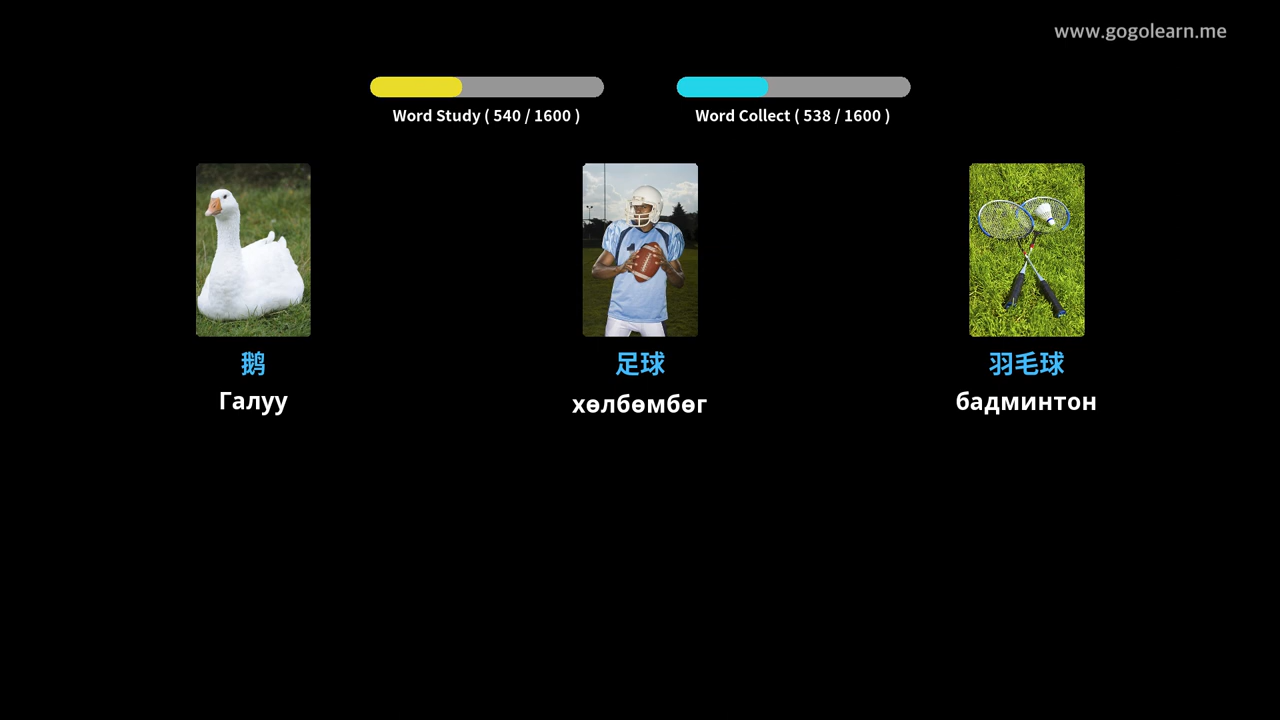 www.gogolearn.me
Word Study ( 540 / 1600 )
Word Collect ( 538 / 1600 )
鹅
足球
羽毛球
Галуу
хөлбөмбөг
бадминтон